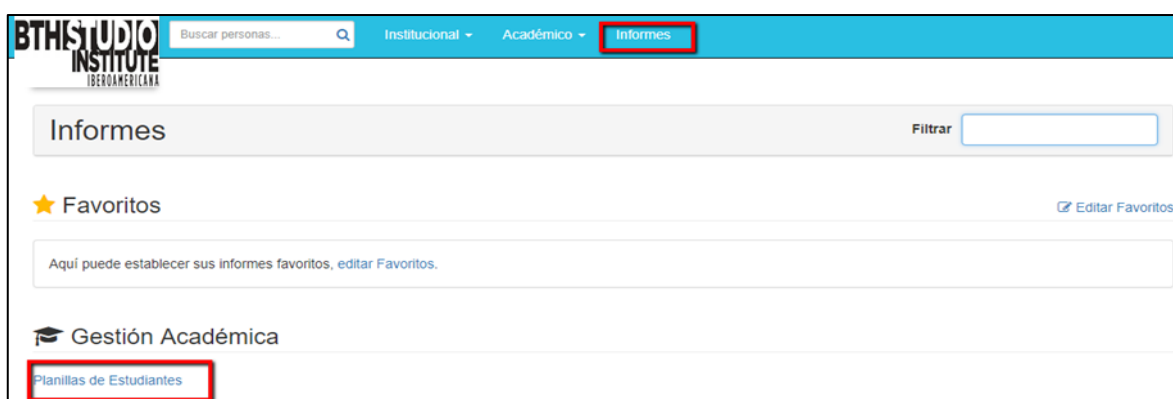 BTHSTUDIO
INSTITUTE
IBEROAMERICANA
Buscar personas...
Institucional
Académico
Informes
Informes
Filtrar
Favoritos
Editar Favoritos
Aquí puede establecer sus informes favoritos, editar Favoritos.
Gestión Académica
Planillas de Estudiantes